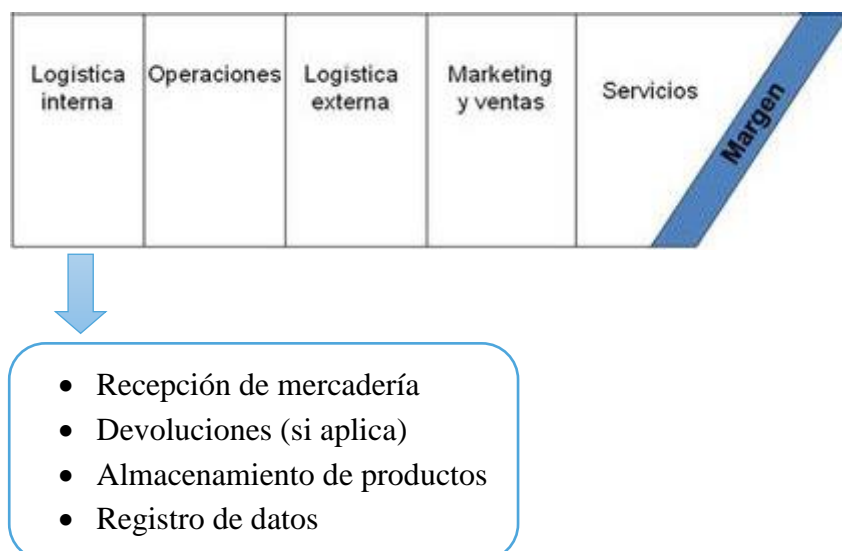 Logística
interna
Operaciones
Logística
externa
Marketing
y ventas
Servicios
Margen
• Recepción de mercadería
• Devoluciones (si aplica)
• Almacenamiento de productos
• Registro de datos